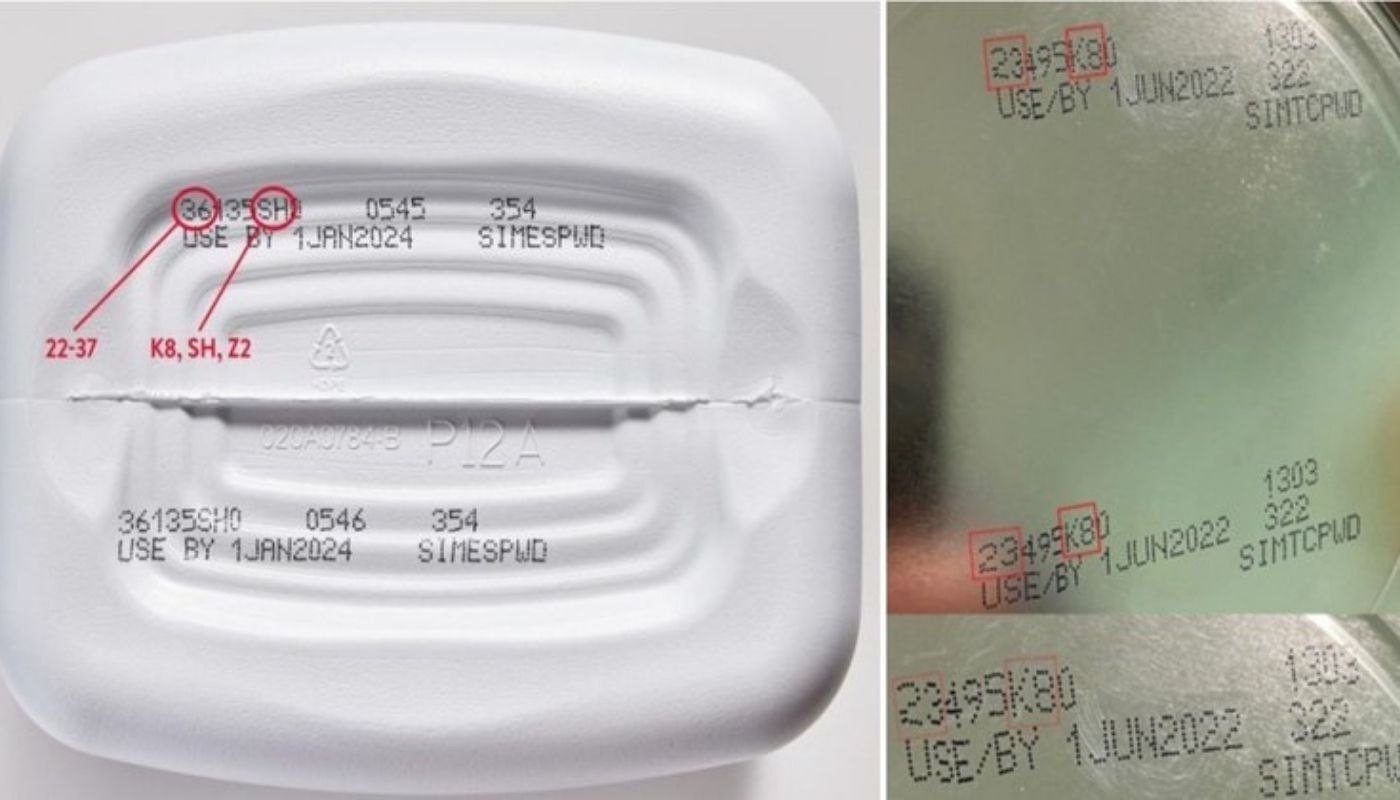 36135SH0 0545 354
USE BY 1JAN2024 SIMESPWD
22-37 K8, SH, Z2
2
HDPE
020A0784-B P12A
36135SH0 0546 354
USE BY 1JAN2024 SIMESPWD
23495K80 1303
USE/BY 1JUN2022 322
SIMTCPWD
23495K80 1303
USE/BY 1JUN2022 322
SIMTCPWD
23495K80 1303
USE/BY 1JUN2022 322
SIMTCPW